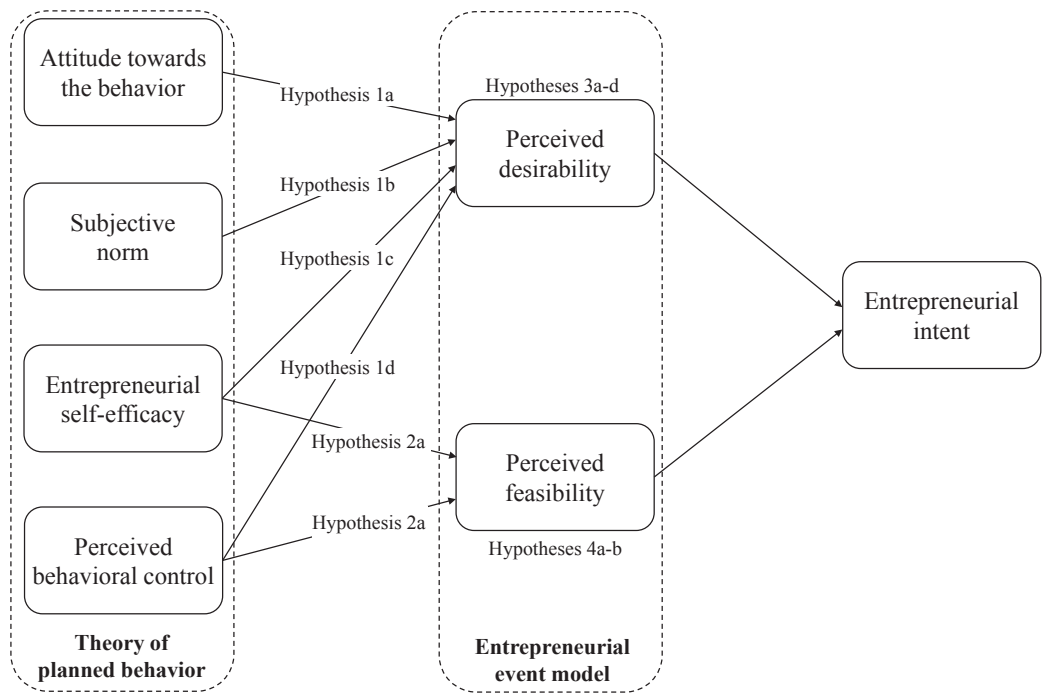 Attitude towards
the behavior
Subjective
norm
Entrepreneurial
self-efficacy
Perceived
behavioral control
Theory of
planned behavior
Hypothesis 1a
Hypothesis 1b
Hypothesis 1c
Hypothesis 1d
Hypothesis 2a
Hypothesis 2a
Hypotheses 3a-d
Perceived
desirability
Perceived
feasibility
Hypotheses 4a-b
Entrepreneurial
event model
Entrepreneurial
intent